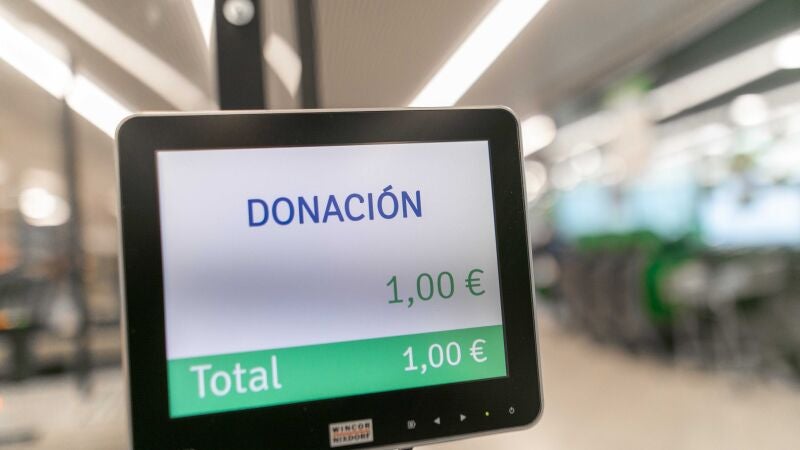 DONACIÓN
1,00 €
Total 1,00 €
WINCOR
NIXDORF